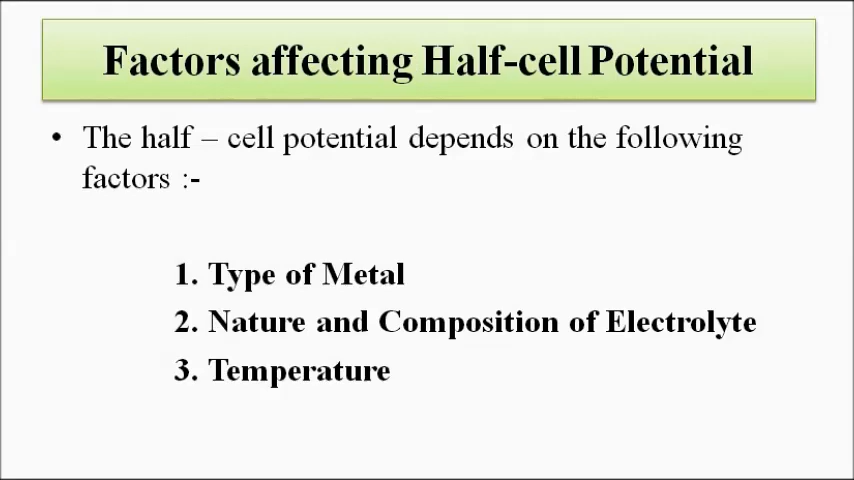 Factors affecting Half-cell Potential
• The half – cell potential depends on the following
factors :-
1. Type of Metal
2. Nature and Composition of Electrolyte
3. Temperature